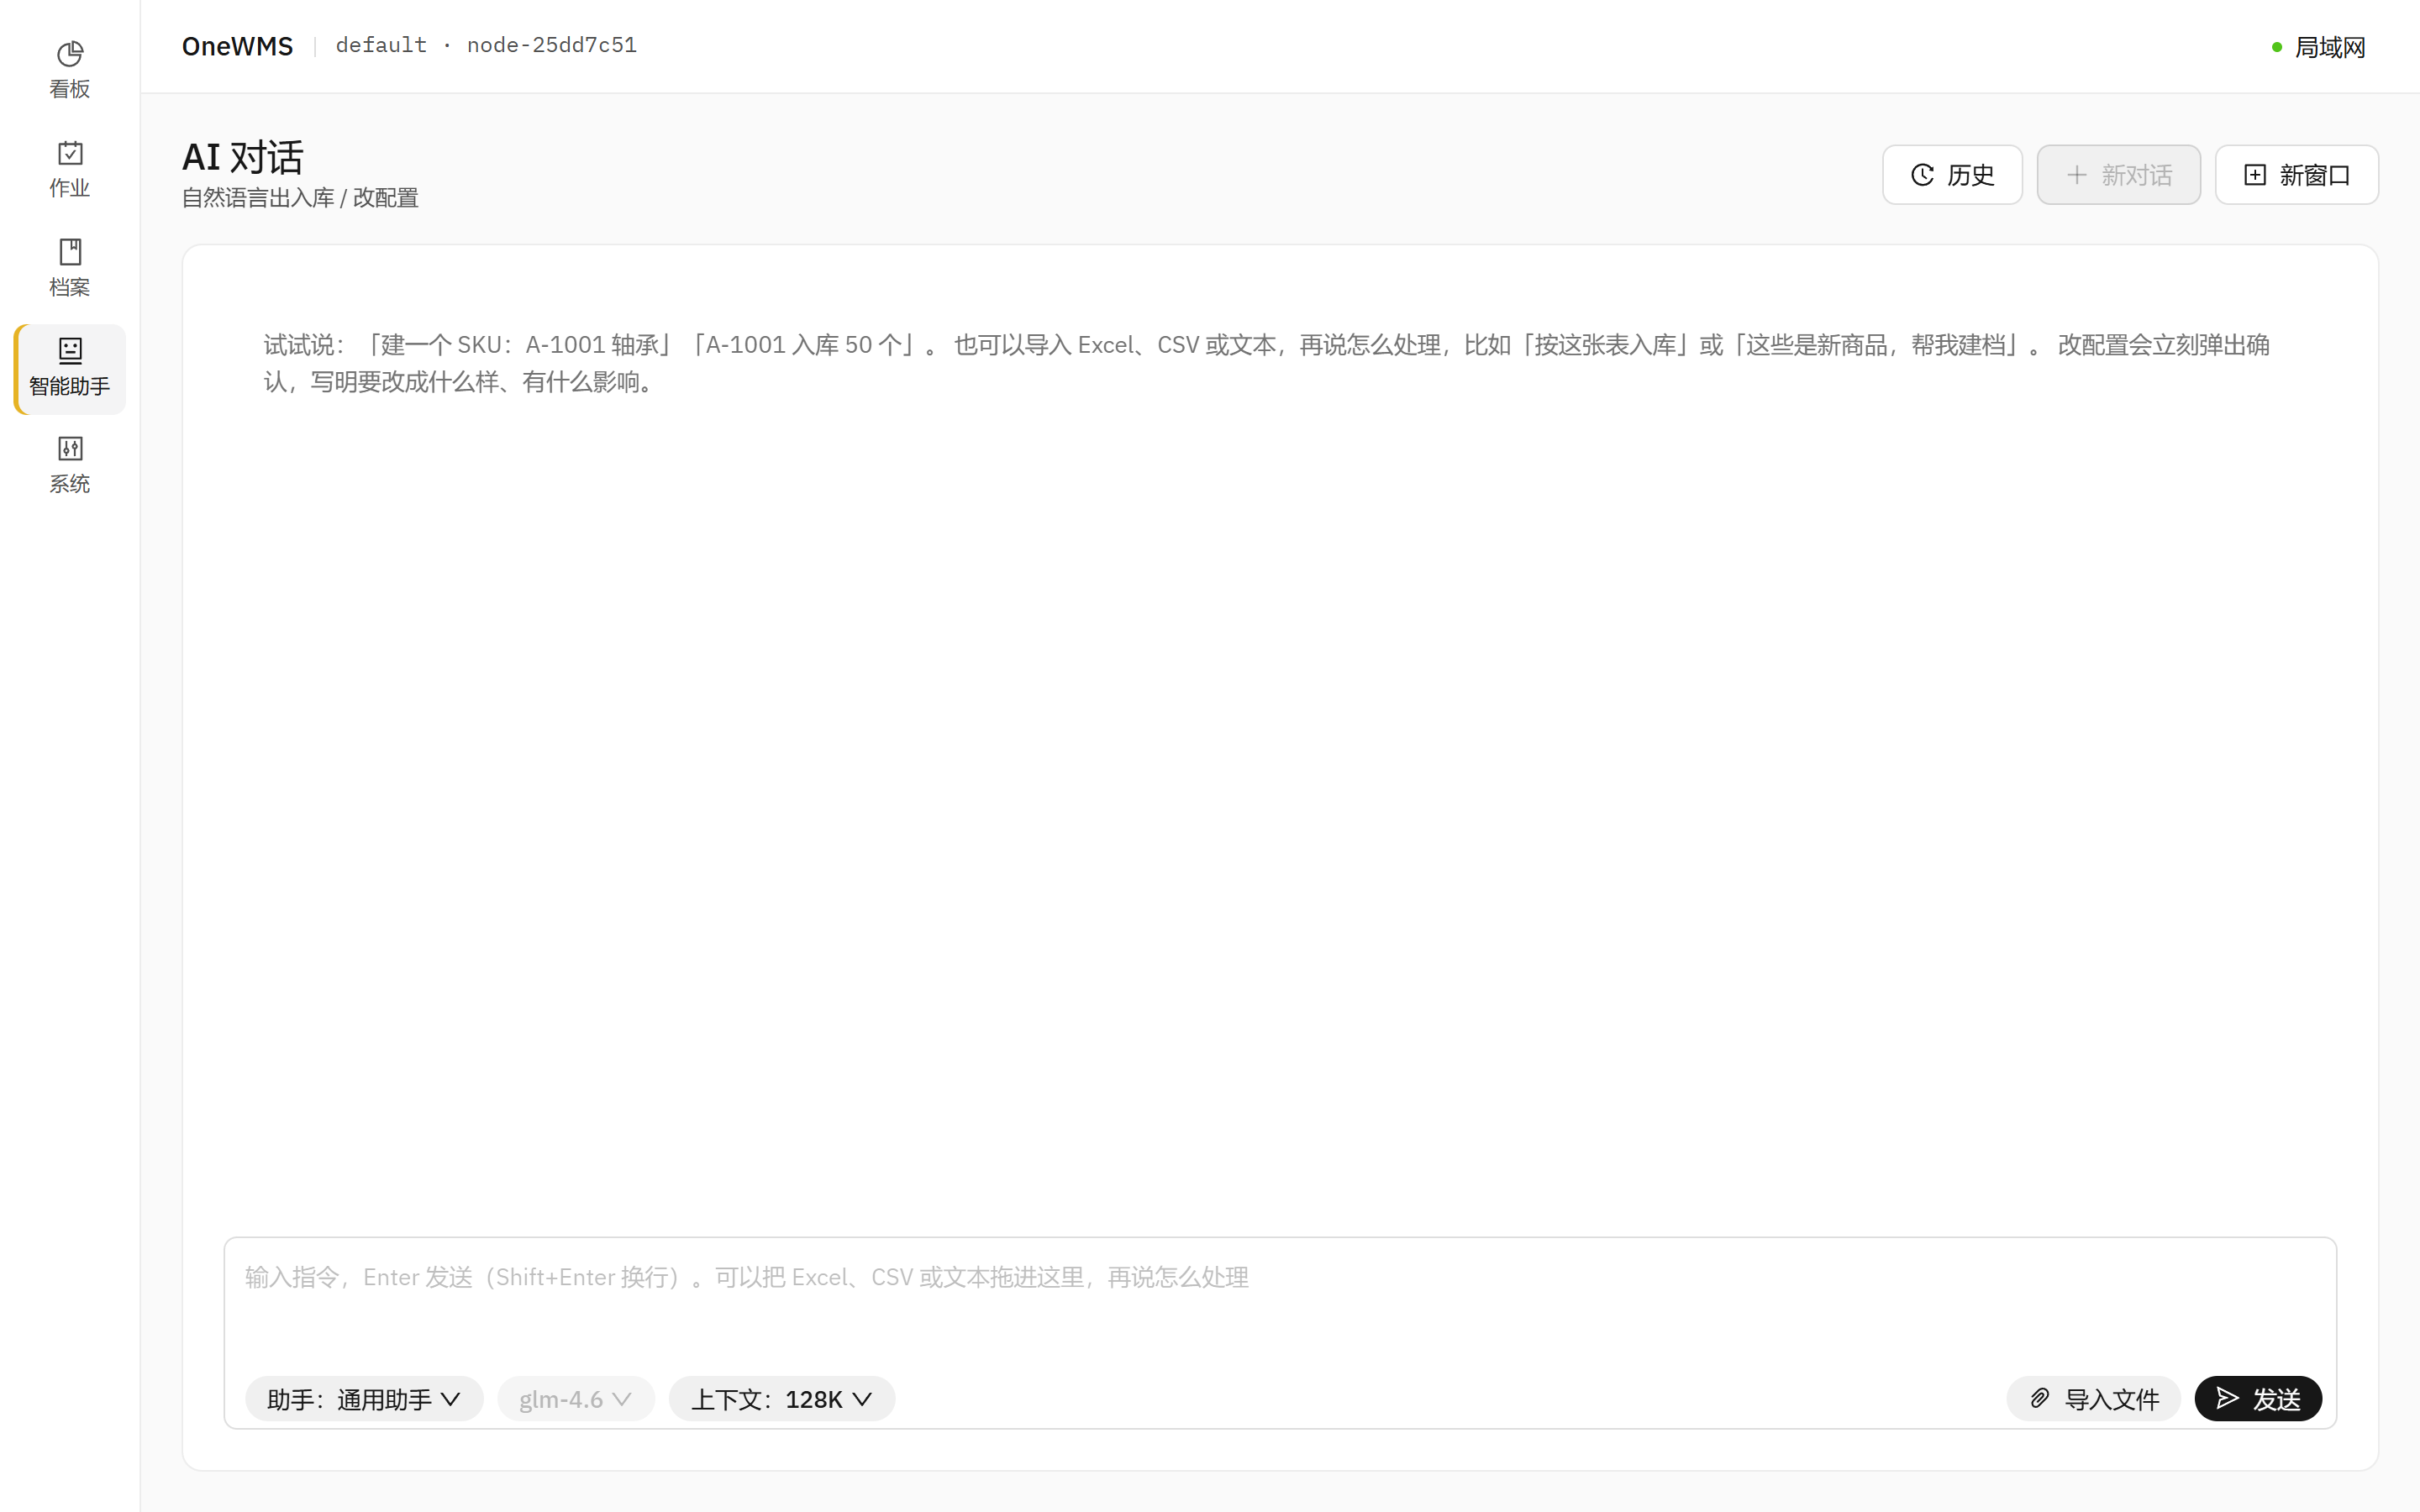 OneWMS
default · node-25dd7c51
局域网
看板
作业
档案
智能助手
系统
AI 对话
自然语言出入库 / 改配置
历史
新对话
新窗口
试试说：「建一个 SKU：A-1001 轴承」「A-1001 入库 50 个」。 也可以导入 Excel、CSV 或文本，再说怎么处理，比如「按这张表入库」或「这些是新商品，帮我建档」。 改配置会立刻弹出确
认，写明要改成什么样、有什么影响。
输入指令，Enter 发送（Shift+Enter 换行）。可以把 Excel、CSV 或文本拖进这里，再说怎么处理
助手：通用助手
glm-4.6
上下文：128K
导入文件
发送